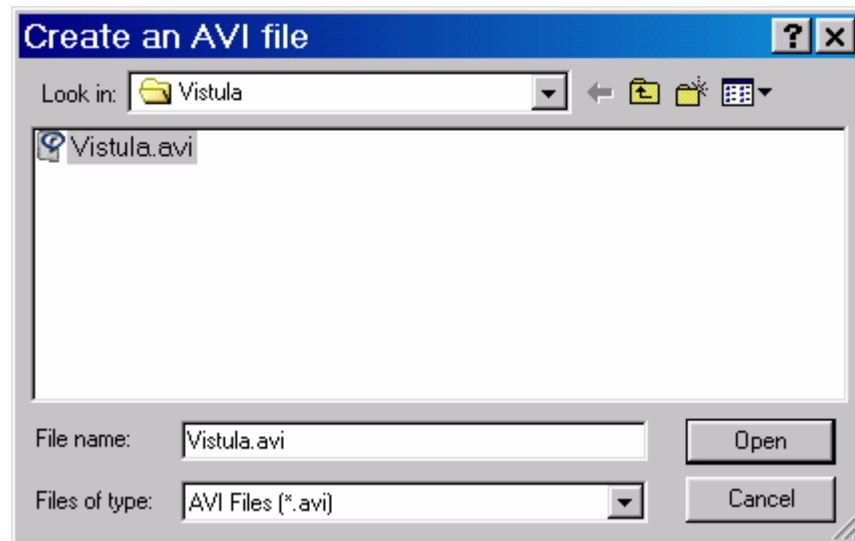 Create an AVI file
Look in: Vistula
Vistula.avi
File name: Vistula.avi Open
Files of type: AVI Files (*.avi) Cancel